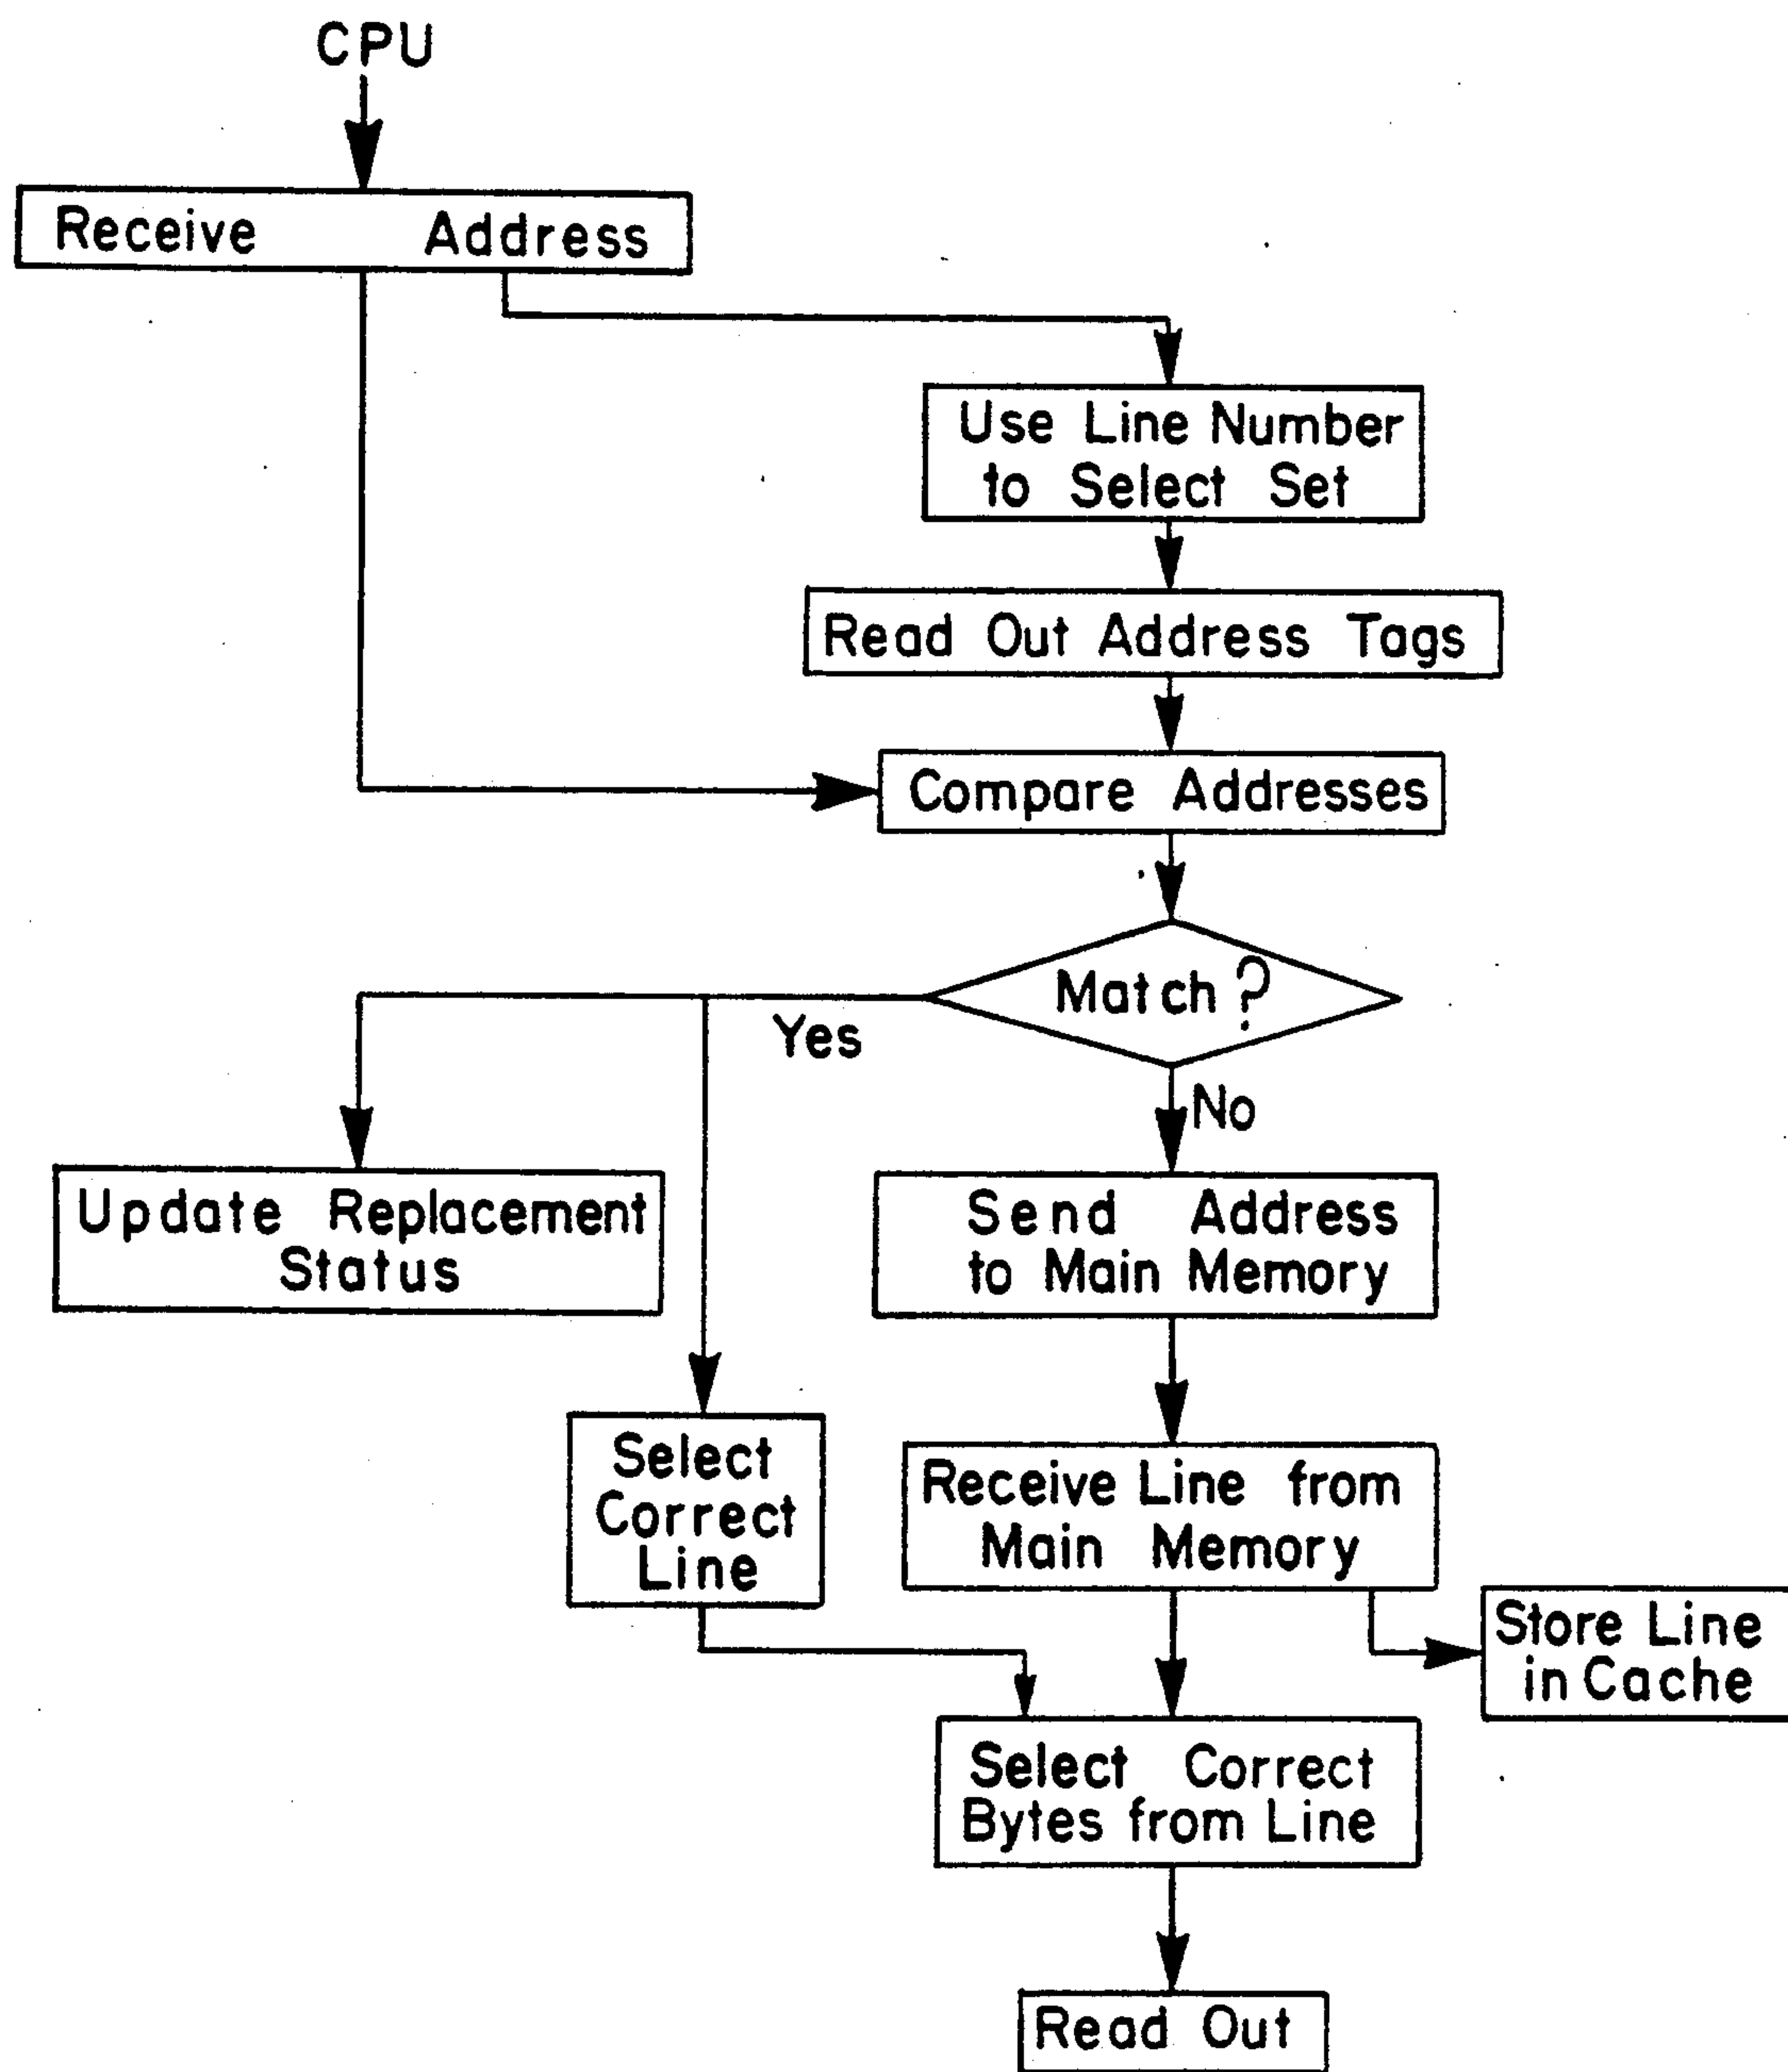 CPU
Receive Address
Use Line Number
to Select Set
Read Out Address Tags
Compare Addresses
Match?
Yes
No
Update Replacement
Status
Send Address
to Main Memory
Select
Correct
Line
Receive Line from
Main Memory
Store Line
in Cache
Select Correct
Bytes from Line
Read Out